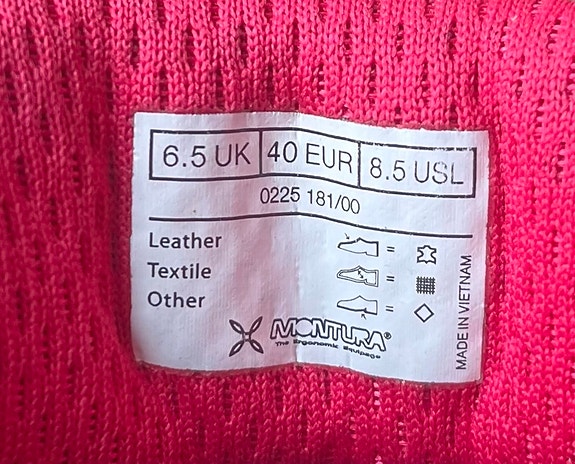 6.5 UK 40 EUR 8.5 USL
0225 181/00
Leather =
Textile =
Other =
MONTURA®
The Ergonomic Equipage
MADE IN VIETNAM